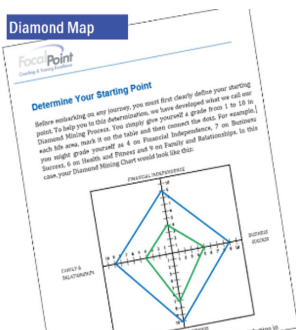 Diamond Map
FocalPoint
Coaching & Training Excellence
Determine Your Starting Point
Before embarking on any journey, you must first clearly define your starting
point. To help you in this determination, we have developed what we call our
Diamond Mining Process. You simply give yourself a grade from 1 to 10 in
each life area, mark it on the table and then connect the dots. For example,
you might grade yourself as 4 on Financial Independence, 7 on Business
Success, 6 on Health and Fitness and 9 on Family and Relationships. In this
case, your Diamond Mining Chart would look like this:
FINANCIAL INDEPENDENCE
BUSINESS
SUCCESS
FAMILY &
RELATIONSHIPS